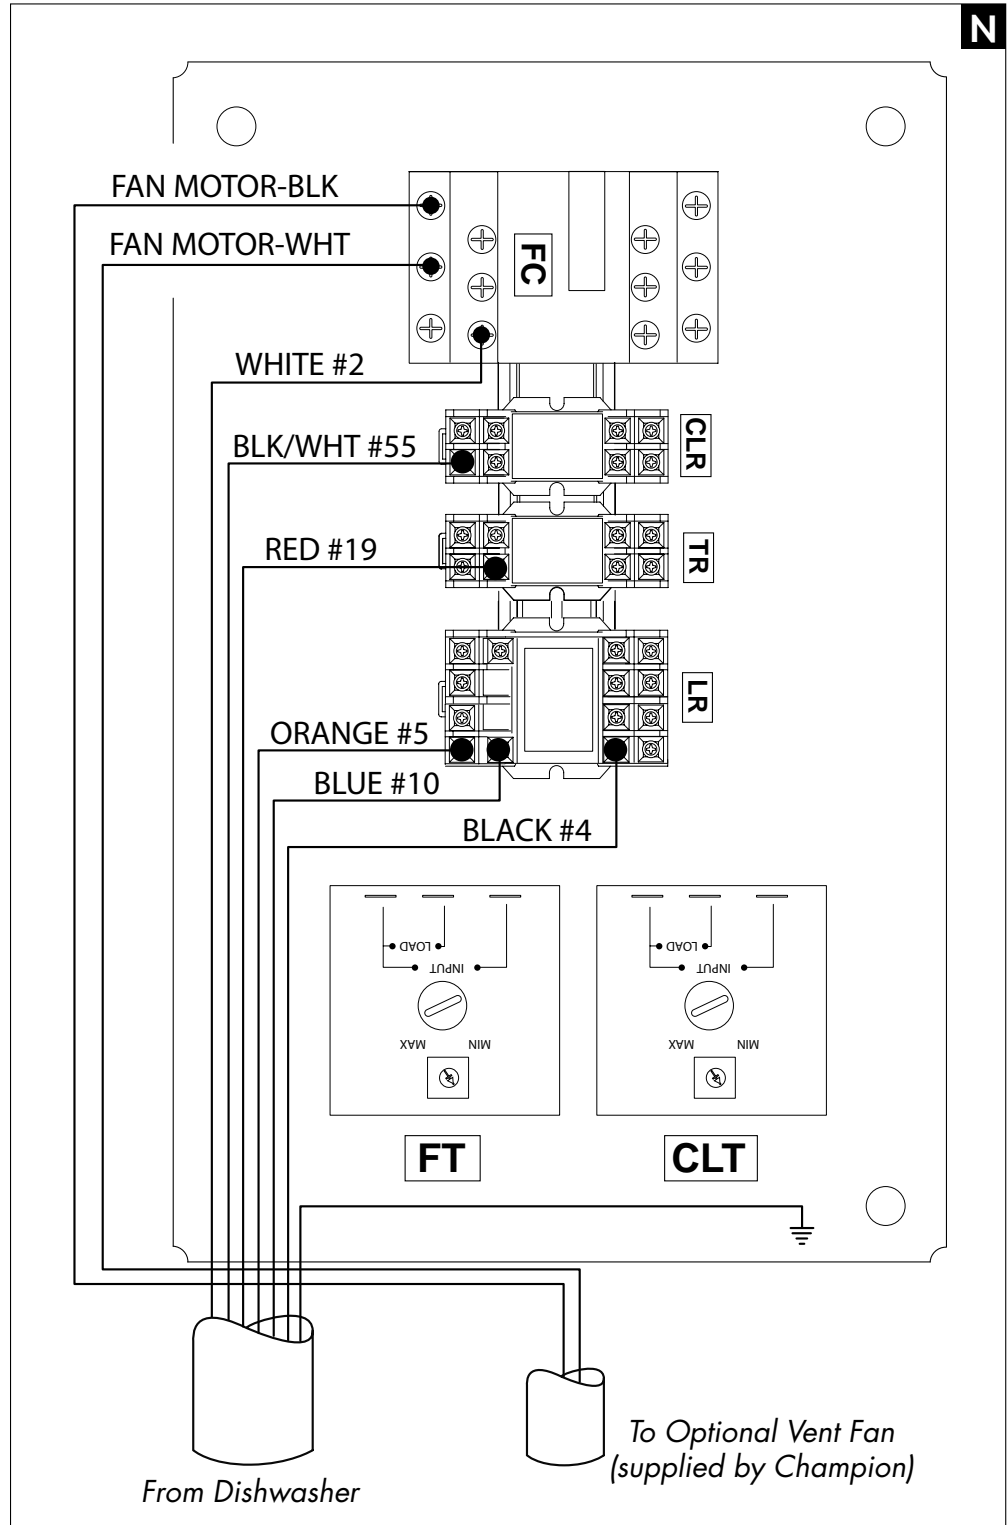 N
FAN MOTOR-BLK
FAN MOTOR-WHT
FC
WHITE #2
BLK/WHT #55
CLR
RED #19
TR
LR
ORANGE #5
BLUE #10
BLACK #4
LOAD
INPUT
MAX
MIN
LOAD
INPUT
MAX
MIN
FT
CLT
To Optional Vent Fan
(supplied by Champion)
From Dishwasher